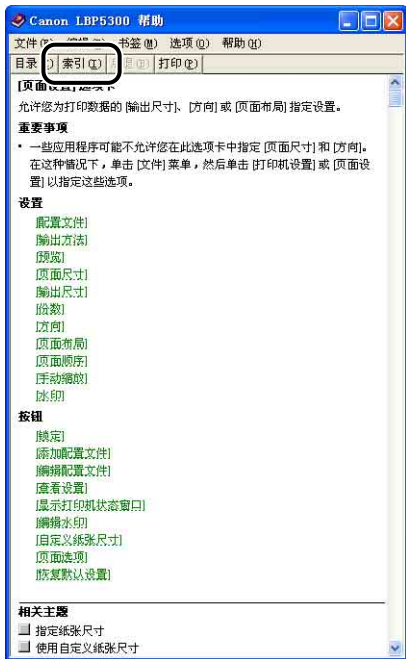 Canon LBP5300 帮助
书签(M) 选项(O) 帮助(H)
目录 索引(I) 打印(P)
[页面设置]选项卡
允许您为打印数据的 [输出尺寸]、[方向] 或 [页面布局] 指定设置。
重要事项
• 一些应用程序可能不允许您在此选项卡中指定 [页面尺寸] 和 [方向]。
在这种情况下，单击 [文件] 菜单，然后单击 [打印机设置] 或 [页面设
置] 以指定这些选项。
设置
[配置文件]
[输出方法]
[预览]
[页面尺寸]
[输出尺寸]
[份数]
[方向]
[页面布局]
[页面顺序]
[手动缩放]
[水印]
按钮
[锁定]
[添加配置文件]
[编辑配置文件]
[查看设置]
[显示打印机状态窗口]
[编辑水印]
[自定义纸张尺寸]
[页面选项]
[恢复默认设置]
相关主题
指定纸张尺寸
使用自定义纸张尺寸